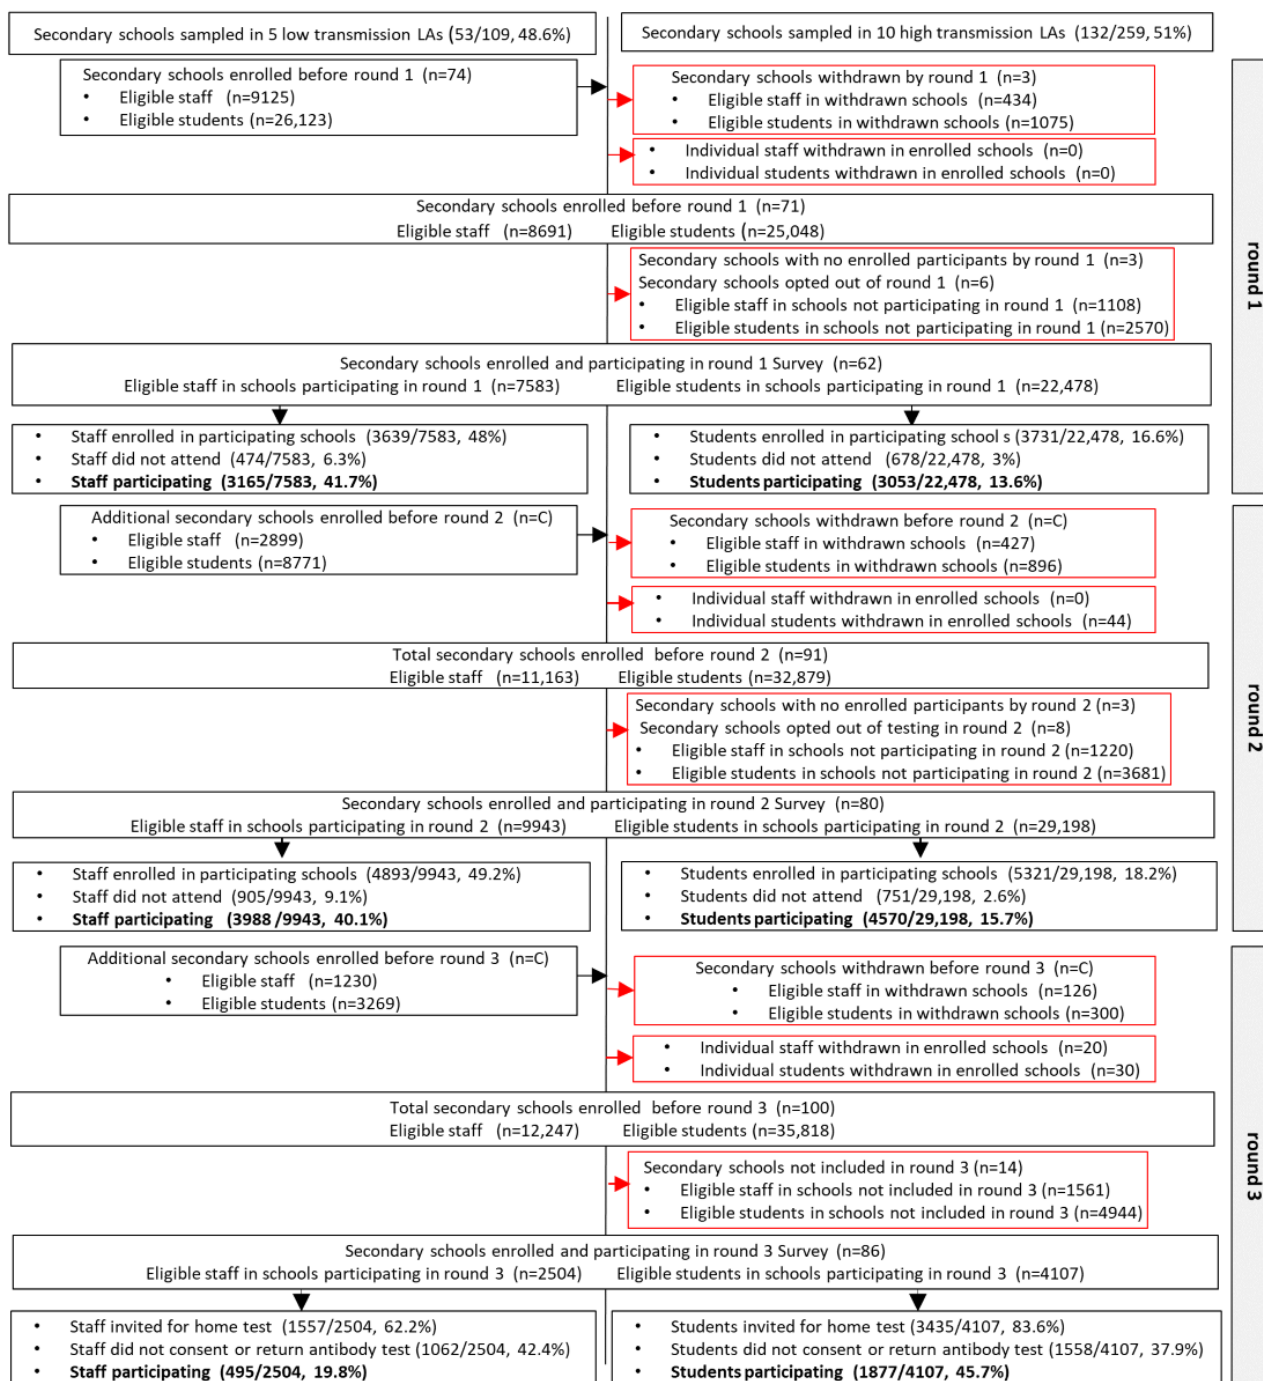 Secondary schools sampled in 5 low transmission LAs (53/109, 48.6%)
Secondary schools sampled in 10 high transmission LAs (132/259, 51%)
Secondary schools enrolled before round 1 (n=74)
• Eligible staff (n=9125)
• Eligible students (n=26,123)
Secondary schools withdrawn by round 1 (n=3)
• Eligible staff in withdrawn schools (n=434)
• Eligible students in withdrawn schools (n=1075)
• Individual staff withdrawn in enrolled schools (n=0)
• Individual students withdrawn in enrolled schools (n=0)
Secondary schools enrolled before round 1 (n=71)
Eligible staff (n=8691) Eligible students (n=25,048)
Secondary schools with no enrolled participants by round 1 (n=3)
Secondary schools opted out of round 1 (n=6)
• Eligible staff in schools not participating in round 1 (n=1108)
• Eligible students in schools not participating in round 1 (n=2570)
Secondary schools enrolled and participating in round 1 Survey (n=62)
Eligible staff in schools participating in round 1 (n=7583) Eligible students in schools participating in round 1 (n=22,478)
• Staff enrolled in participating schools (3639/7583, 48%)
• Staff did not attend (474/7583, 6.3%)
• Staff participating (3165/7583, 41.7%)
• Students enrolled in participating school s (3731/22,478, 16.6%)
• Students did not attend (678/22,478, 3%)
• Students participating (3053/22,478, 13.6%)
round 1
Additional secondary schools enrolled before round 2 (n=C)
• Eligible staff (n=2899)
• Eligible students (n=8771)
Secondary schools withdrawn before round 2 (n=C)
• Eligible staff in withdrawn schools (n=427)
• Eligible students in withdrawn schools (n=896)
• Individual staff withdrawn in enrolled schools (n=0)
• Individual students withdrawn in enrolled schools (n=44)
Total secondary schools enrolled before round 2 (n=91)
Eligible staff (n=11,163) Eligible students (n=32,879)
Secondary schools with no enrolled participants by round 2 (n=3)
Secondary schools opted out of testing in round 2 (n=8)
• Eligible staff in schools not participating in round 2 (n=1220)
• Eligible students in schools not participating in round 2 (n=3681)
Secondary schools enrolled and participating in round 2 Survey (n=80)
Eligible staff in schools participating in round 2 (n=9943) Eligible students in schools participating in round 2 (n=29,198)
• Staff enrolled in participating schools (4893/9943, 49.2%)
• Staff did not attend (905/9943, 9.1%)
• Staff participating (3988/9943, 40.1%)
• Students enrolled in participating schools (5321/29,198, 18.2%)
• Students did not attend (751/29,198, 2.6%)
• Students participating (4570/29,198, 15.7%)
round 2
Additional secondary schools enrolled before round 3 (n=C)
• Eligible staff (n=1230)
• Eligible students (n=3269)
Secondary schools withdrawn before round 3 (n=C)
• Eligible staff in withdrawn schools (n=126)
• Eligible students in withdrawn schools (n=300)
• Individual staff withdrawn in enrolled schools (n=20)
• Individual students withdrawn in enrolled schools (n=30)
Total secondary schools enrolled before round 3 (n=100)
Eligible staff (n=12,247) Eligible students (n=35,818)
Secondary schools not included in round 3 (n=14)
• Eligible staff in schools not included in round 3 (n=1561)
• Eligible students in schools not included in round 3 (n=4944)
Secondary schools enrolled and participating in round 3 Survey (n=86)
Eligible staff in schools participating in round 3 (n=2504) Eligible students in schools participating in round 3 (n=4107)
• Staff invited for home test (1557/2504, 62.2%)
• Staff did not consent or return antibody test (1062/2504, 42.4%)
• Staff participating (495/2504, 19.8%)
• Students invited for home test (3435/4107, 83.6%)
• Students did not consent or return antibody test (1558/4107, 37.9%)
• Students participating (1877/4107, 45.7%)
round 3